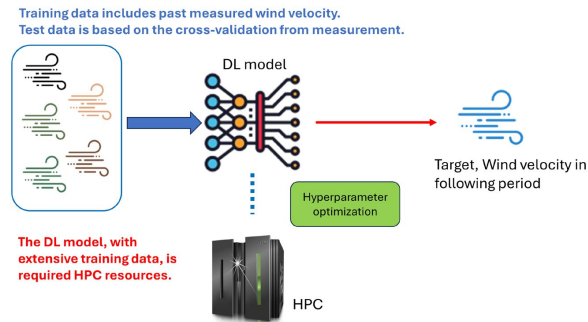 Training data includes past measured wind velocity.
Test data is based on the cross-validation from measurement.
DL model
Target, Wind velocity in
following period
Hyperparameter
optimization
The DL model, with
extensive training data, is
required HPC resources.
HPC